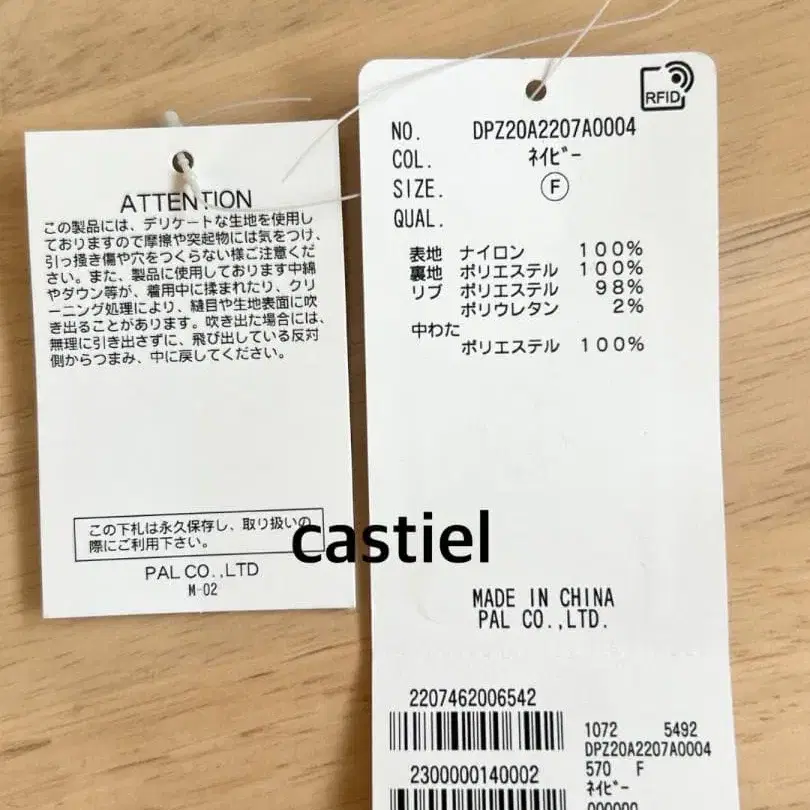 ATTENTION
この製品には、デリケートな生地を使用し
ておりますので摩擦や突起物には気をつけ、
引っ掻き傷や穴をつくらない様ご注意くだ
さい。また、製品に使用しております中綿
やダウン等が、着用中に揉まれたり、クリ
ーニング処理により、縫目や生地表面に吹
き出ることがあります。吹き出た場合には、
無理に引き出さずに、飛び出している反対
側からつまみ、中に戻してください。
この下札は永久保存し、取り扱いの
際にご利用下さい。
PAL CO.,LTD
M-02
castiel
RFID
NO. DPZ20A2207A0004
COL. ﾈｲﾋﾞｰ
SIZE. F
QUAL.
表地 ナイロン 100%
裏地 ポリエステル 100%
リブ ポリエステル 98%
ポリウレタン 2%
中わた
ポリエステル 100%
MADE IN CHINA
PAL CO.,LTD.
2207462006542
2300000140002
1072 5492
DPZ20A2207A0004
570 F
ﾈｲﾋﾞｰ